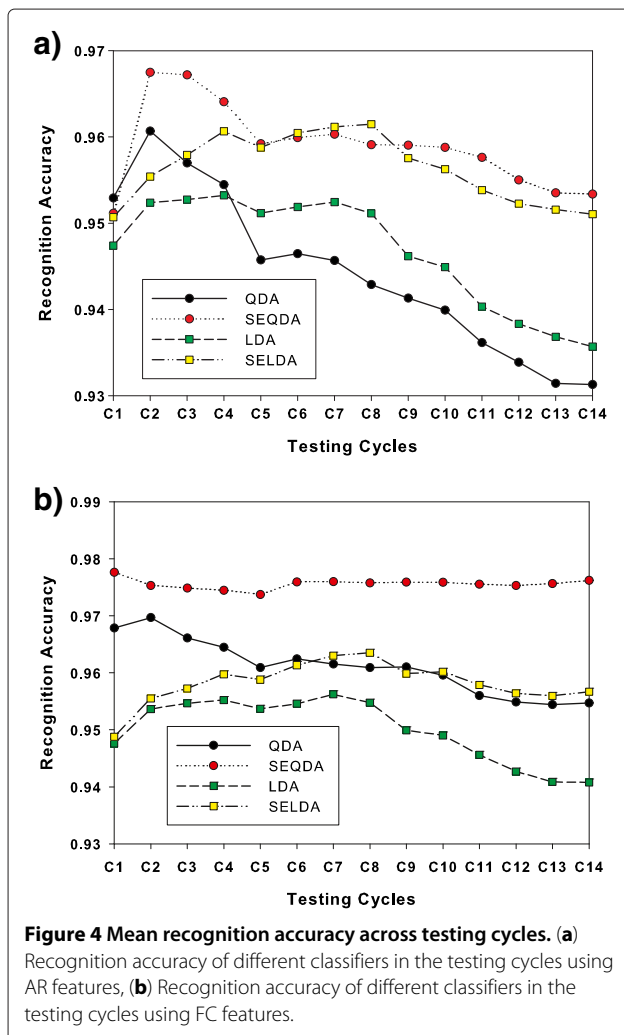 a)
0.97
0.96
0.95
0.94
0.93
Recognition Accuracy
QDA
SEQDA
LDA
SELDA
C1 C2 C3 C4 C5 C6 C7 C8 C9 C10 C11 C12 C13 C14
Testing Cycles
b)
0.99
0.98
0.97
0.96
0.95
0.94
0.93
Recognition Accuracy
QDA
SEQDA
LDA
SELDA
C1 C2 C3 C4 C5 C6 C7 C8 C9 C10 C11 C12 C13 C14
Testing Cycles
Figure 4 Mean recognition accuracy across testing cycles. (a)
Recognition accuracy of different classifiers in the testing cycles using
AR features, (b) Recognition accuracy of different classifiers in the
testing cycles using FC features.